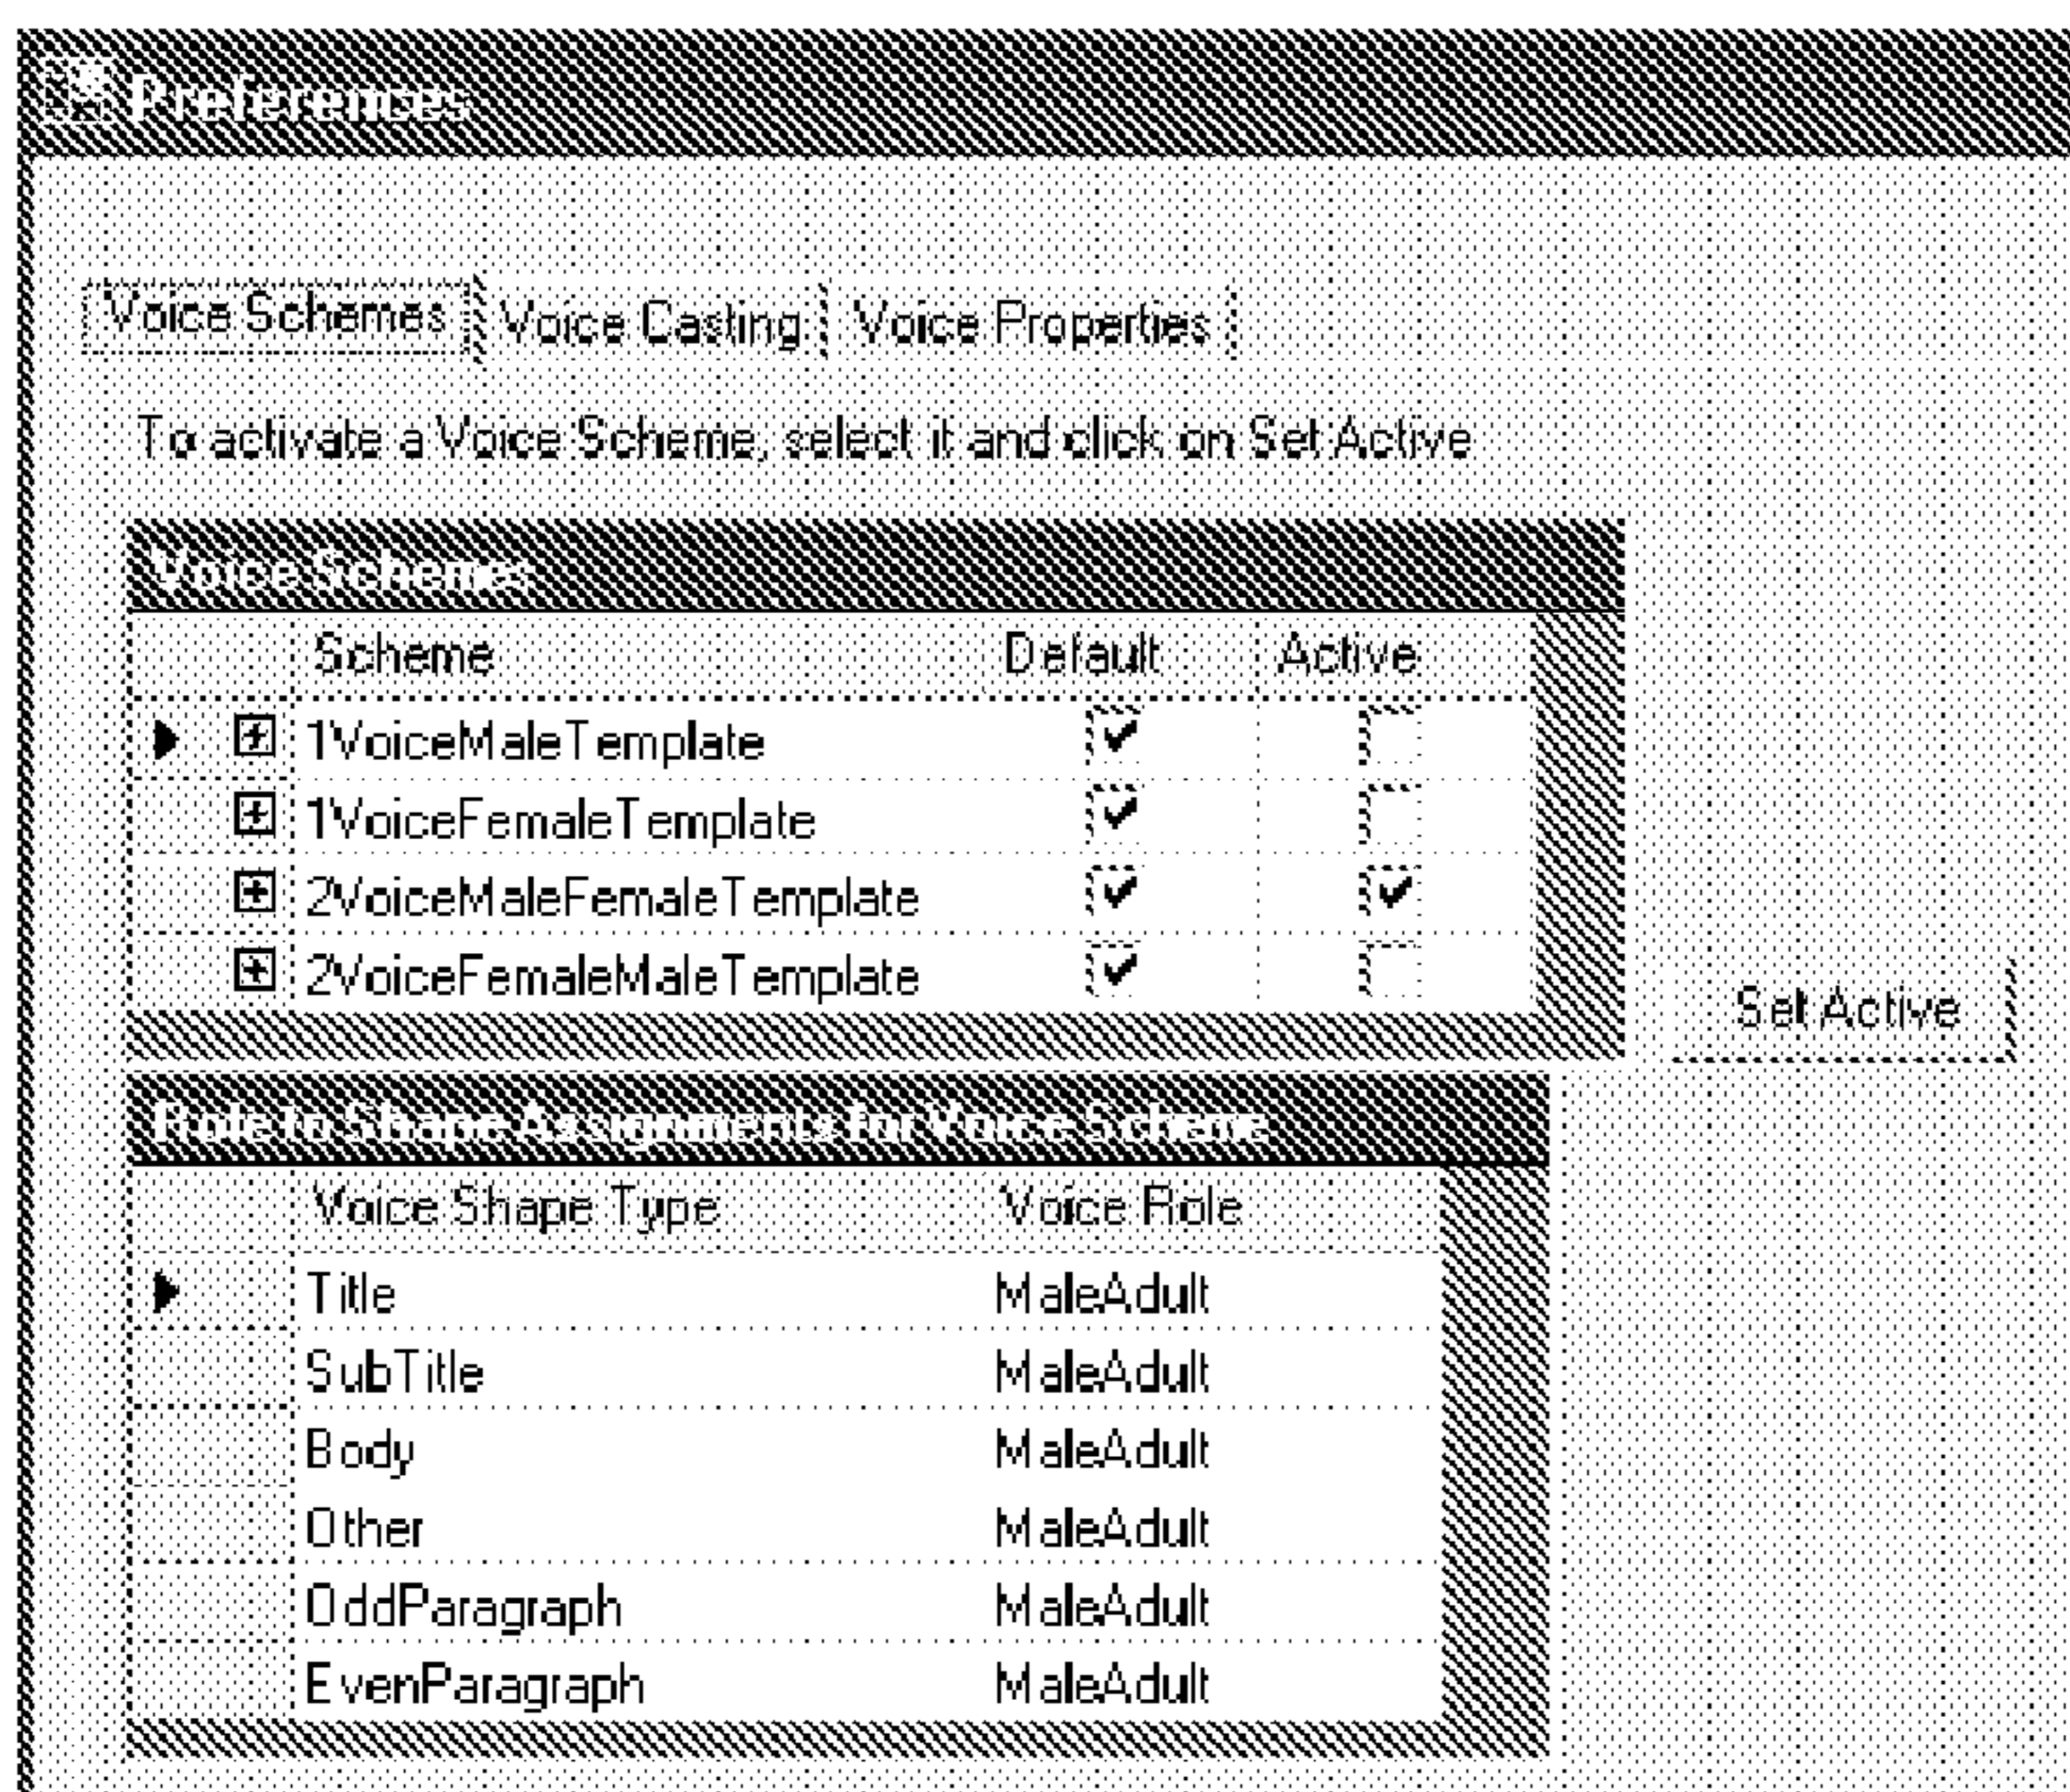 Preferences
Voice Schemes Voice Casting Voice Properties
To activate a Voice Scheme, select it and click on Set Active
Voice Schemes
Scheme Default Active
1VoiceMaleTemplate
1VoiceFemaleTemplate
2VoiceMaleFemaleTemplate
2VoiceFemaleMaleTemplate
Set Active
Role to Shape Assignments for Voice Scheme
Voice Shape Type Voice Role
Title MaleAdult
SubTitle MaleAdult
Body MaleAdult
Other MaleAdult
OddParagraph MaleAdult
EvenParagraph MaleAdult